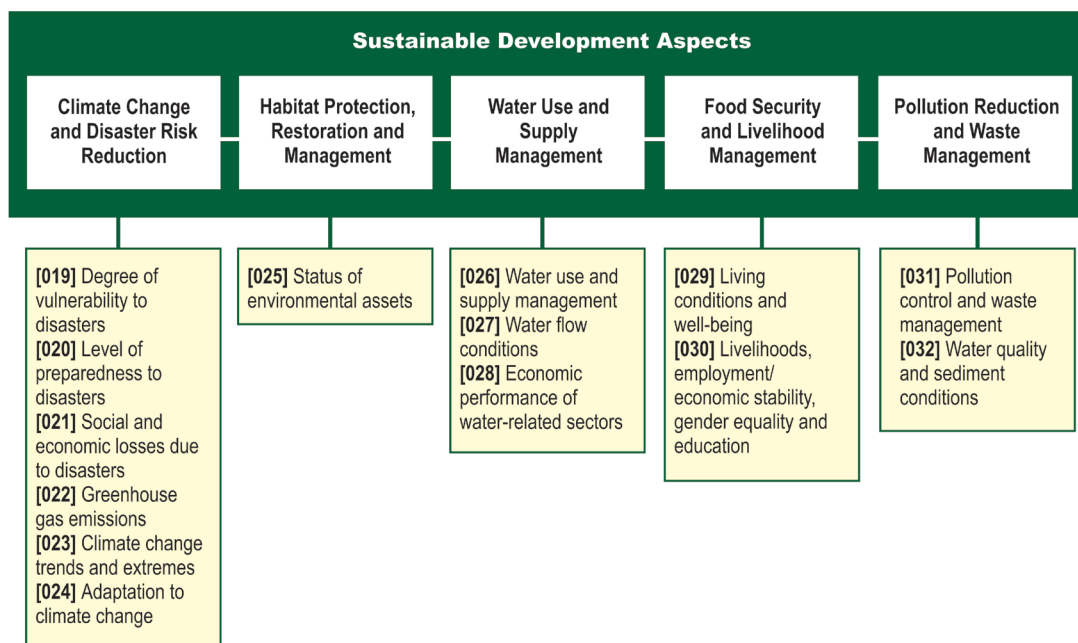 Sustainable Development Aspects
Climate Change
and Disaster Risk
Reduction
Habitat Protection,
Restoration and
Management
Water Use and
Supply
Management
Food Security
and Livelihood
Management
Pollution Reduction
and Waste
Management
[019] Degree of
vulnerability to
disasters
[020] Level of
preparedness to
disasters
[021] Social and
economic losses due
to disasters
[022] Greenhouse
gas emissions
[023] Climate change
trends and extremes
[024] Adaptation to
climate change
[025] Status of
environmental assets
[026] Water use and
supply management
[027] Water flow
conditions
[028] Economic
performance of
water-related sectors
[029] Living
conditions and
well-being
[030] Livelihoods,
employment/
economic stability,
gender equality and
education
[031] Pollution
control and waste
management
[032] Water quality
and sediment
conditions